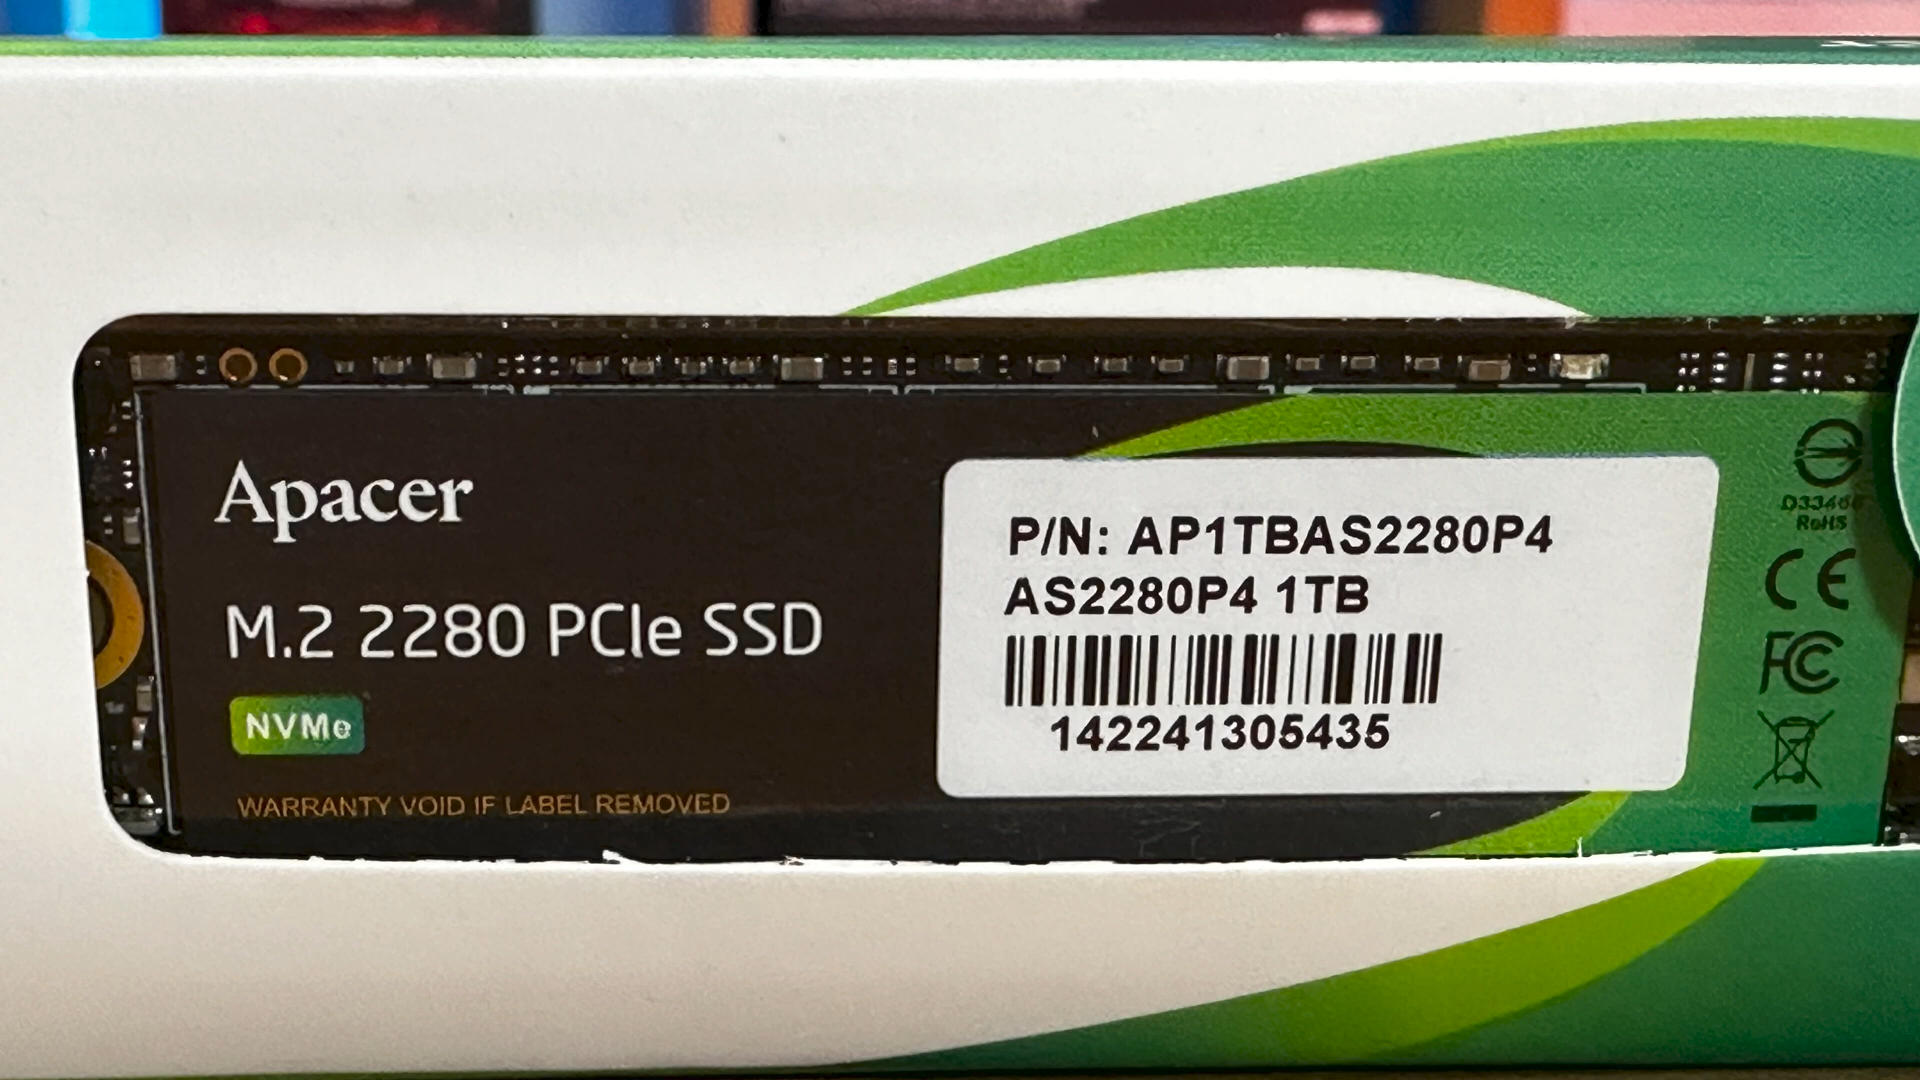 Apacer
M.2 2280 PCIe SSD
NVMe
WARRANTY VOID IF LABEL REMOVED
P/N: AP1TBAS2280P4
AS2280P4 1TB
142241305435
RoHS
CE
FC